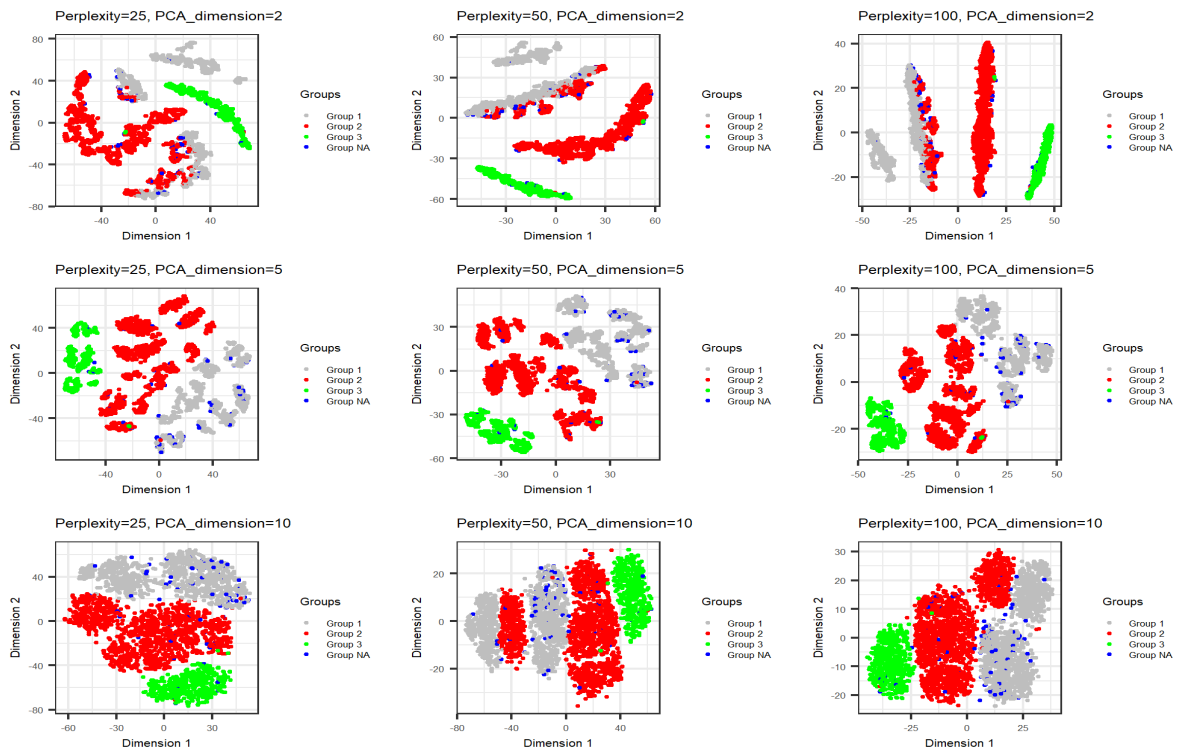 Perplexity=25, PCA_dimension=2
80
40
0
-40
-80
-40
0
40
Dimension 1
Dimension 2
Groups
Group 1
Group 2
Group 3
Group NA
Perplexity=50, PCA_dimension=2
60
30
0
-30
-60
-30
0
30
60
Dimension 1
Dimension 2
Groups
Group 1
Group 2
Group 3
Group NA
Perplexity=100, PCA_dimension=2
40
20
0
-20
-50
-25
0
25
50
Dimension 1
Dimension 2
Groups
Group 1
Group 2
Group 3
Group NA
Perplexity=25, PCA_dimension=5
40
0
-40
-40
0
40
Dimension 1
Dimension 2
Groups
Group 1
Group 2
Group 3
Group NA
Perplexity=50, PCA_dimension=5
30
0
-30
-60
-30
0
30
Dimension 1
Dimension 2
Groups
Group 1
Group 2
Group 3
Group NA
Perplexity=100, PCA_dimension=5
40
20
0
-20
-50
-25
0
25
50
Dimension 1
Dimension 2
Groups
Group 1
Group 2
Group 3
Group NA
Perplexity=25, PCA_dimension=10
40
0
-40
-80
-60
-30
0
30
Dimension 1
Dimension 2
Groups
Group 1
Group 2
Group 3
Group NA
Perplexity=50, PCA_dimension=10
20
0
-20
-80
-40
0
40
Dimension 1
Dimension 2
Groups
Group 1
Group 2
Group 3
Group NA
Perplexity=100, PCA_dimension=10
30
20
10
0
-10
-20
-25
0
25
Dimension 1
Dimension 2
Groups
Group 1
Group 2
Group 3
Group NA